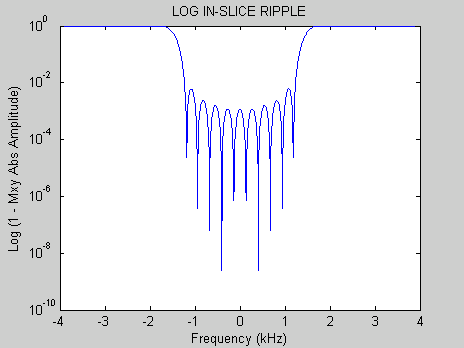 LOG IN-SLICE RIPPLE
10^0
10^-2
10^-4
10^-6
10^-8
10^-10
Log (1 - Mxy Abs Amplitude)
-4 -3 -2 -1 0 1 2 3 4
Frequency (kHz)